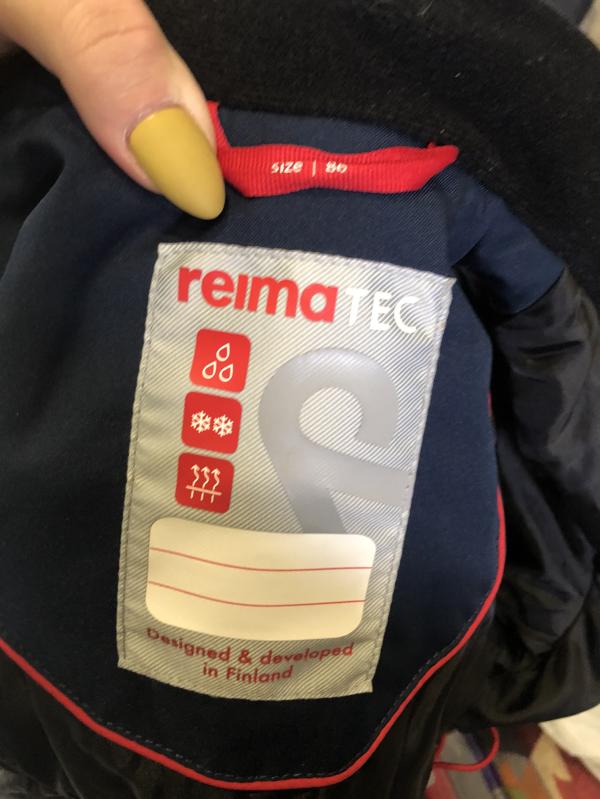 size | 86
reima TEC
Designed & developed
in Finland